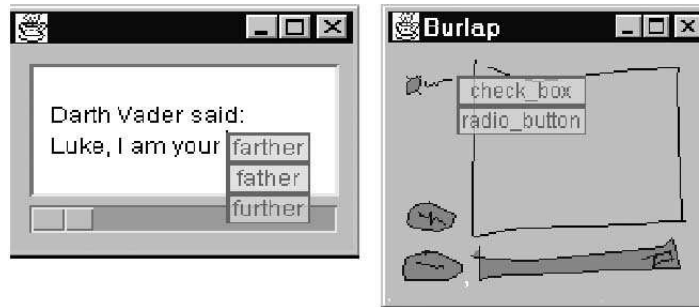 Darth Vader said:
Luke, I am your farther
father
further
Burlap
check_box
radio_button